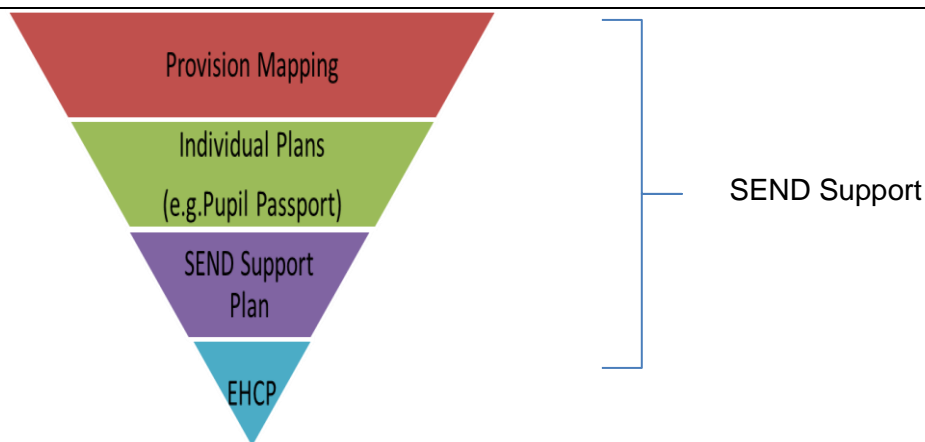 Provision Mapping
Individual Plans
(e.g.Pupil Passport)
SEND Support
Plan
EHCP
SEND Support